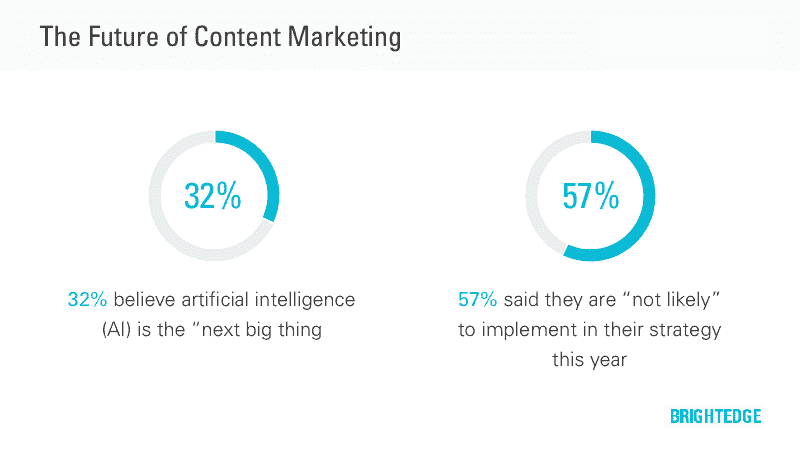 The Future of Content Marketing
32%
57%
32% believe artificial intelligence
(AI) is the “next big thing
57% said they are “not likely”
to implement in their strategy
this year
BRIGHTEDGE